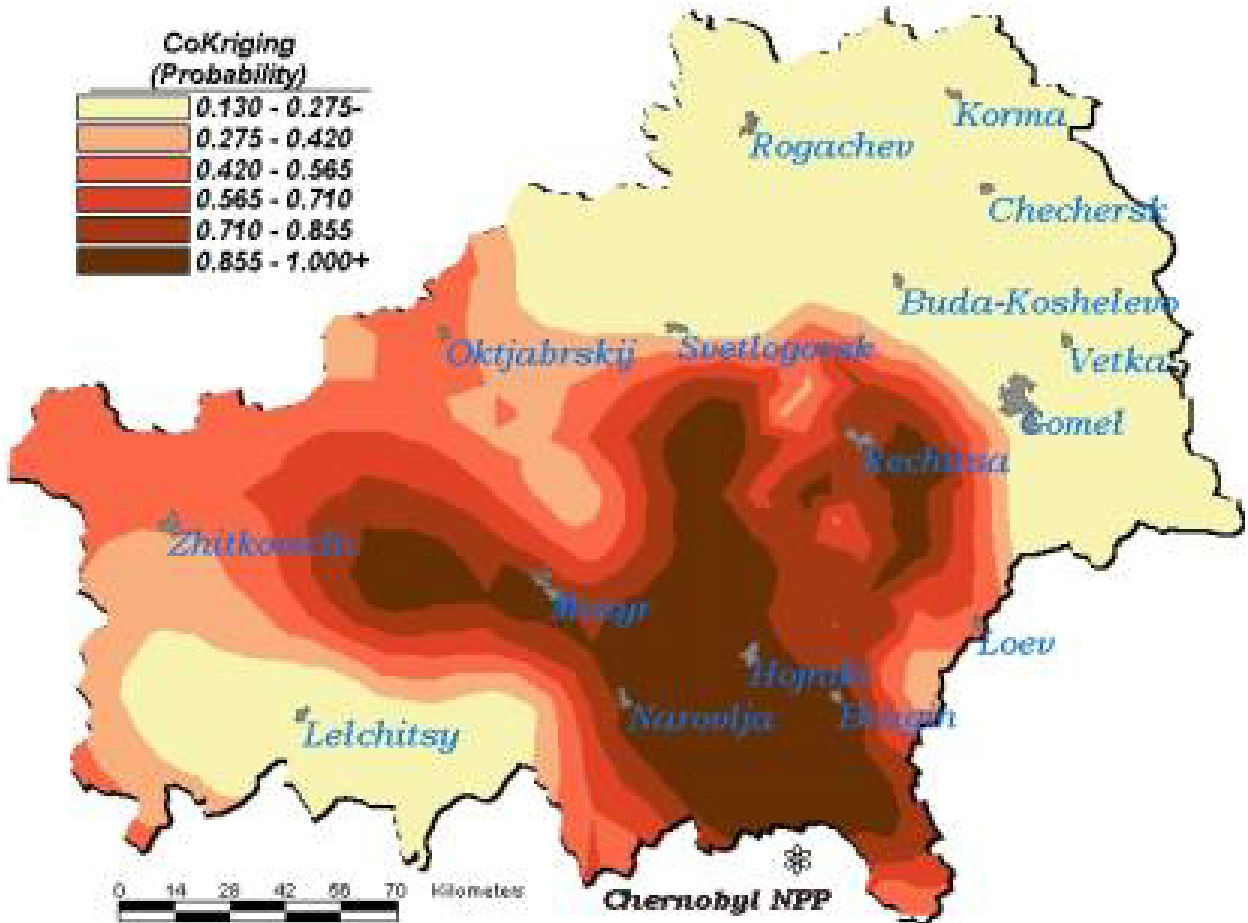 CoKriging
(Probability)
0.130 - 0.275-
0.275 - 0.420
0.420 - 0.565
0.565 - 0.710
0.710 - 0.855
0.855 - 1.000+
Korma
Rogachev
Chechersk
Buda-Koshelevo
Oktjabrskij
Svetlogorsk
Vetka
Gomel
Rechitsa
Zhitkovichi
Mozyr
Loev
Hojniki
Narovlja
Bragin
Lelchitsy
0 14 28 42 56 70 Kilometers
Chernobyl NPP